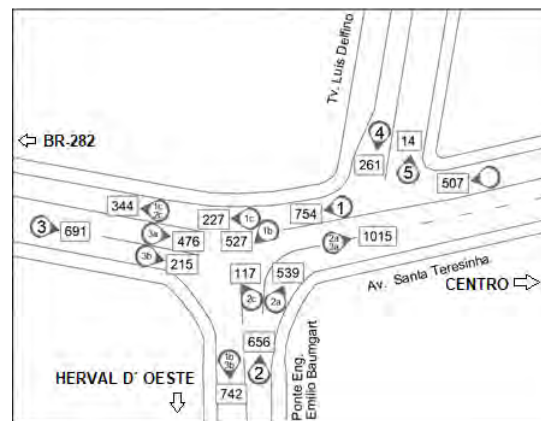 Tv. Luis Delfino
BR-282
4
14
261
5
507
344
1c
2c
227
1c
754
1
3
691
3a
476
527
1b
2a
3a
1015
3b
215
117
539
Av. Santa Teresinha
CENTRO
2c
2a
656
1b
3b
2
HERVAL D´ OESTE
742
Ponte Eng.
Emilio Baumgart